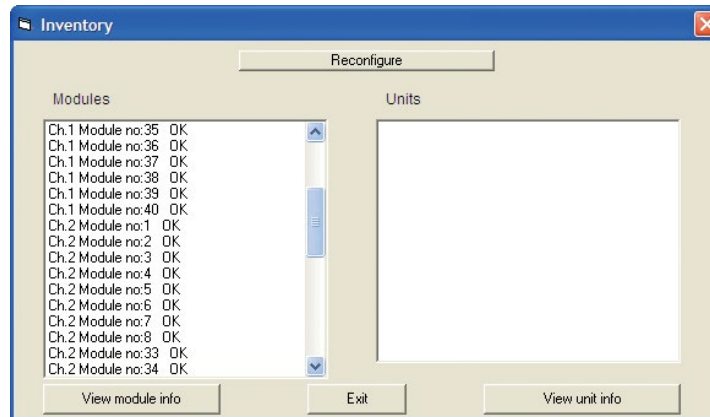 Inventory
Reconfigure
Modules
Units
Ch.1 Module no:35 OK
Ch.1 Module no:36 OK
Ch.1 Module no:37 OK
Ch.1 Module no:38 OK
Ch.1 Module no:39 OK
Ch.1 Module no:40 OK
Ch.2 Module no:1 OK
Ch.2 Module no:2 OK
Ch.2 Module no:3 OK
Ch.2 Module no:4 OK
Ch.2 Module no:5 OK
Ch.2 Module no:6 OK
Ch.2 Module no:7 OK
Ch.2 Module no:8 OK
Ch.2 Module no:33 OK
Ch.2 Module no:34 OK
View module info
Exit
View unit info